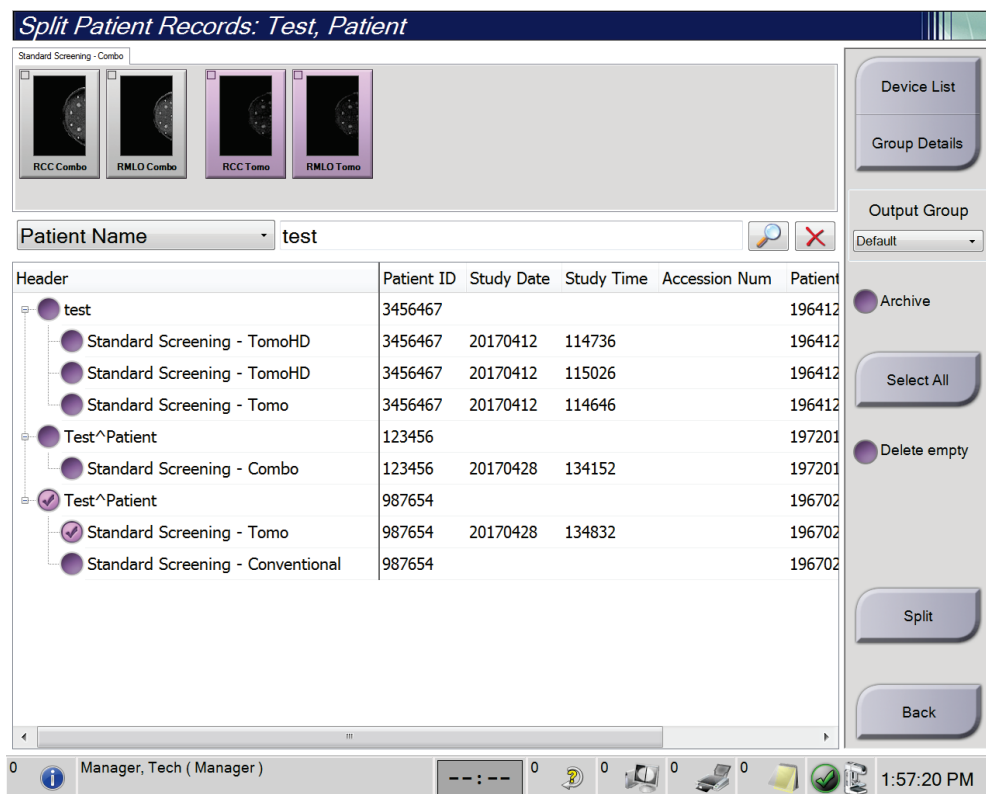 Split Patient Records: Test, Patient
Standard Screening - Combo
RCC Combo RMLO Combo RCC Tomo RMLO Tomo
Device List
Group Details
Output Group
Default
Patient Name test
Header Patient ID Study Date Study Time Accession Num Patient
test 3456467 196412
Standard Screening - TomoHD 3456467 20170412 114736 196412
Standard Screening - TomoHD 3456467 20170412 115026 196412
Standard Screening - Tomo 3456467 20170412 114646 196412
Test^Patient 123456 197201
Standard Screening - Combo 123456 20170428 134152 197201
Test^Patient 987654 196702
Standard Screening - Tomo 987654 20170428 134832 196702
Standard Screening - Conventional 987654 196702
Archive
Select All
Delete empty
Split
Back
0 Manager, Tech ( Manager ) --:-- 0 0 0 0 1:57:20 PM